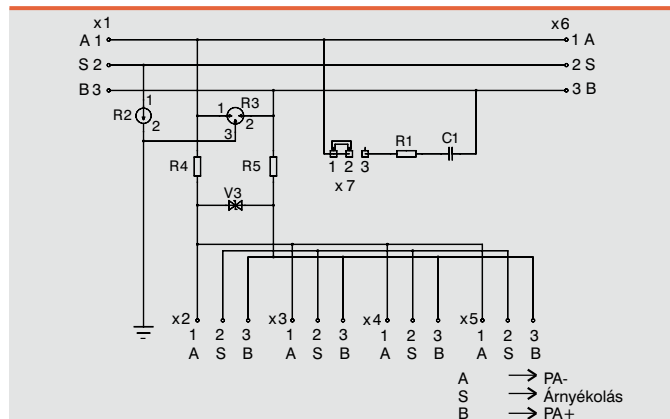 x1 x6
A 1 1 A
S 2 2 S
B 3 3 B
R2 1 2
1 R3 2 3
R4 R5
V3
R1 C1
1 2 3
x7
x2 x3 x4 x5
1 2 3 1 2 3 1 2 3 1 2 3
A S B A S B A S B A S B
A PA-
S Árnyékolás
B PA+